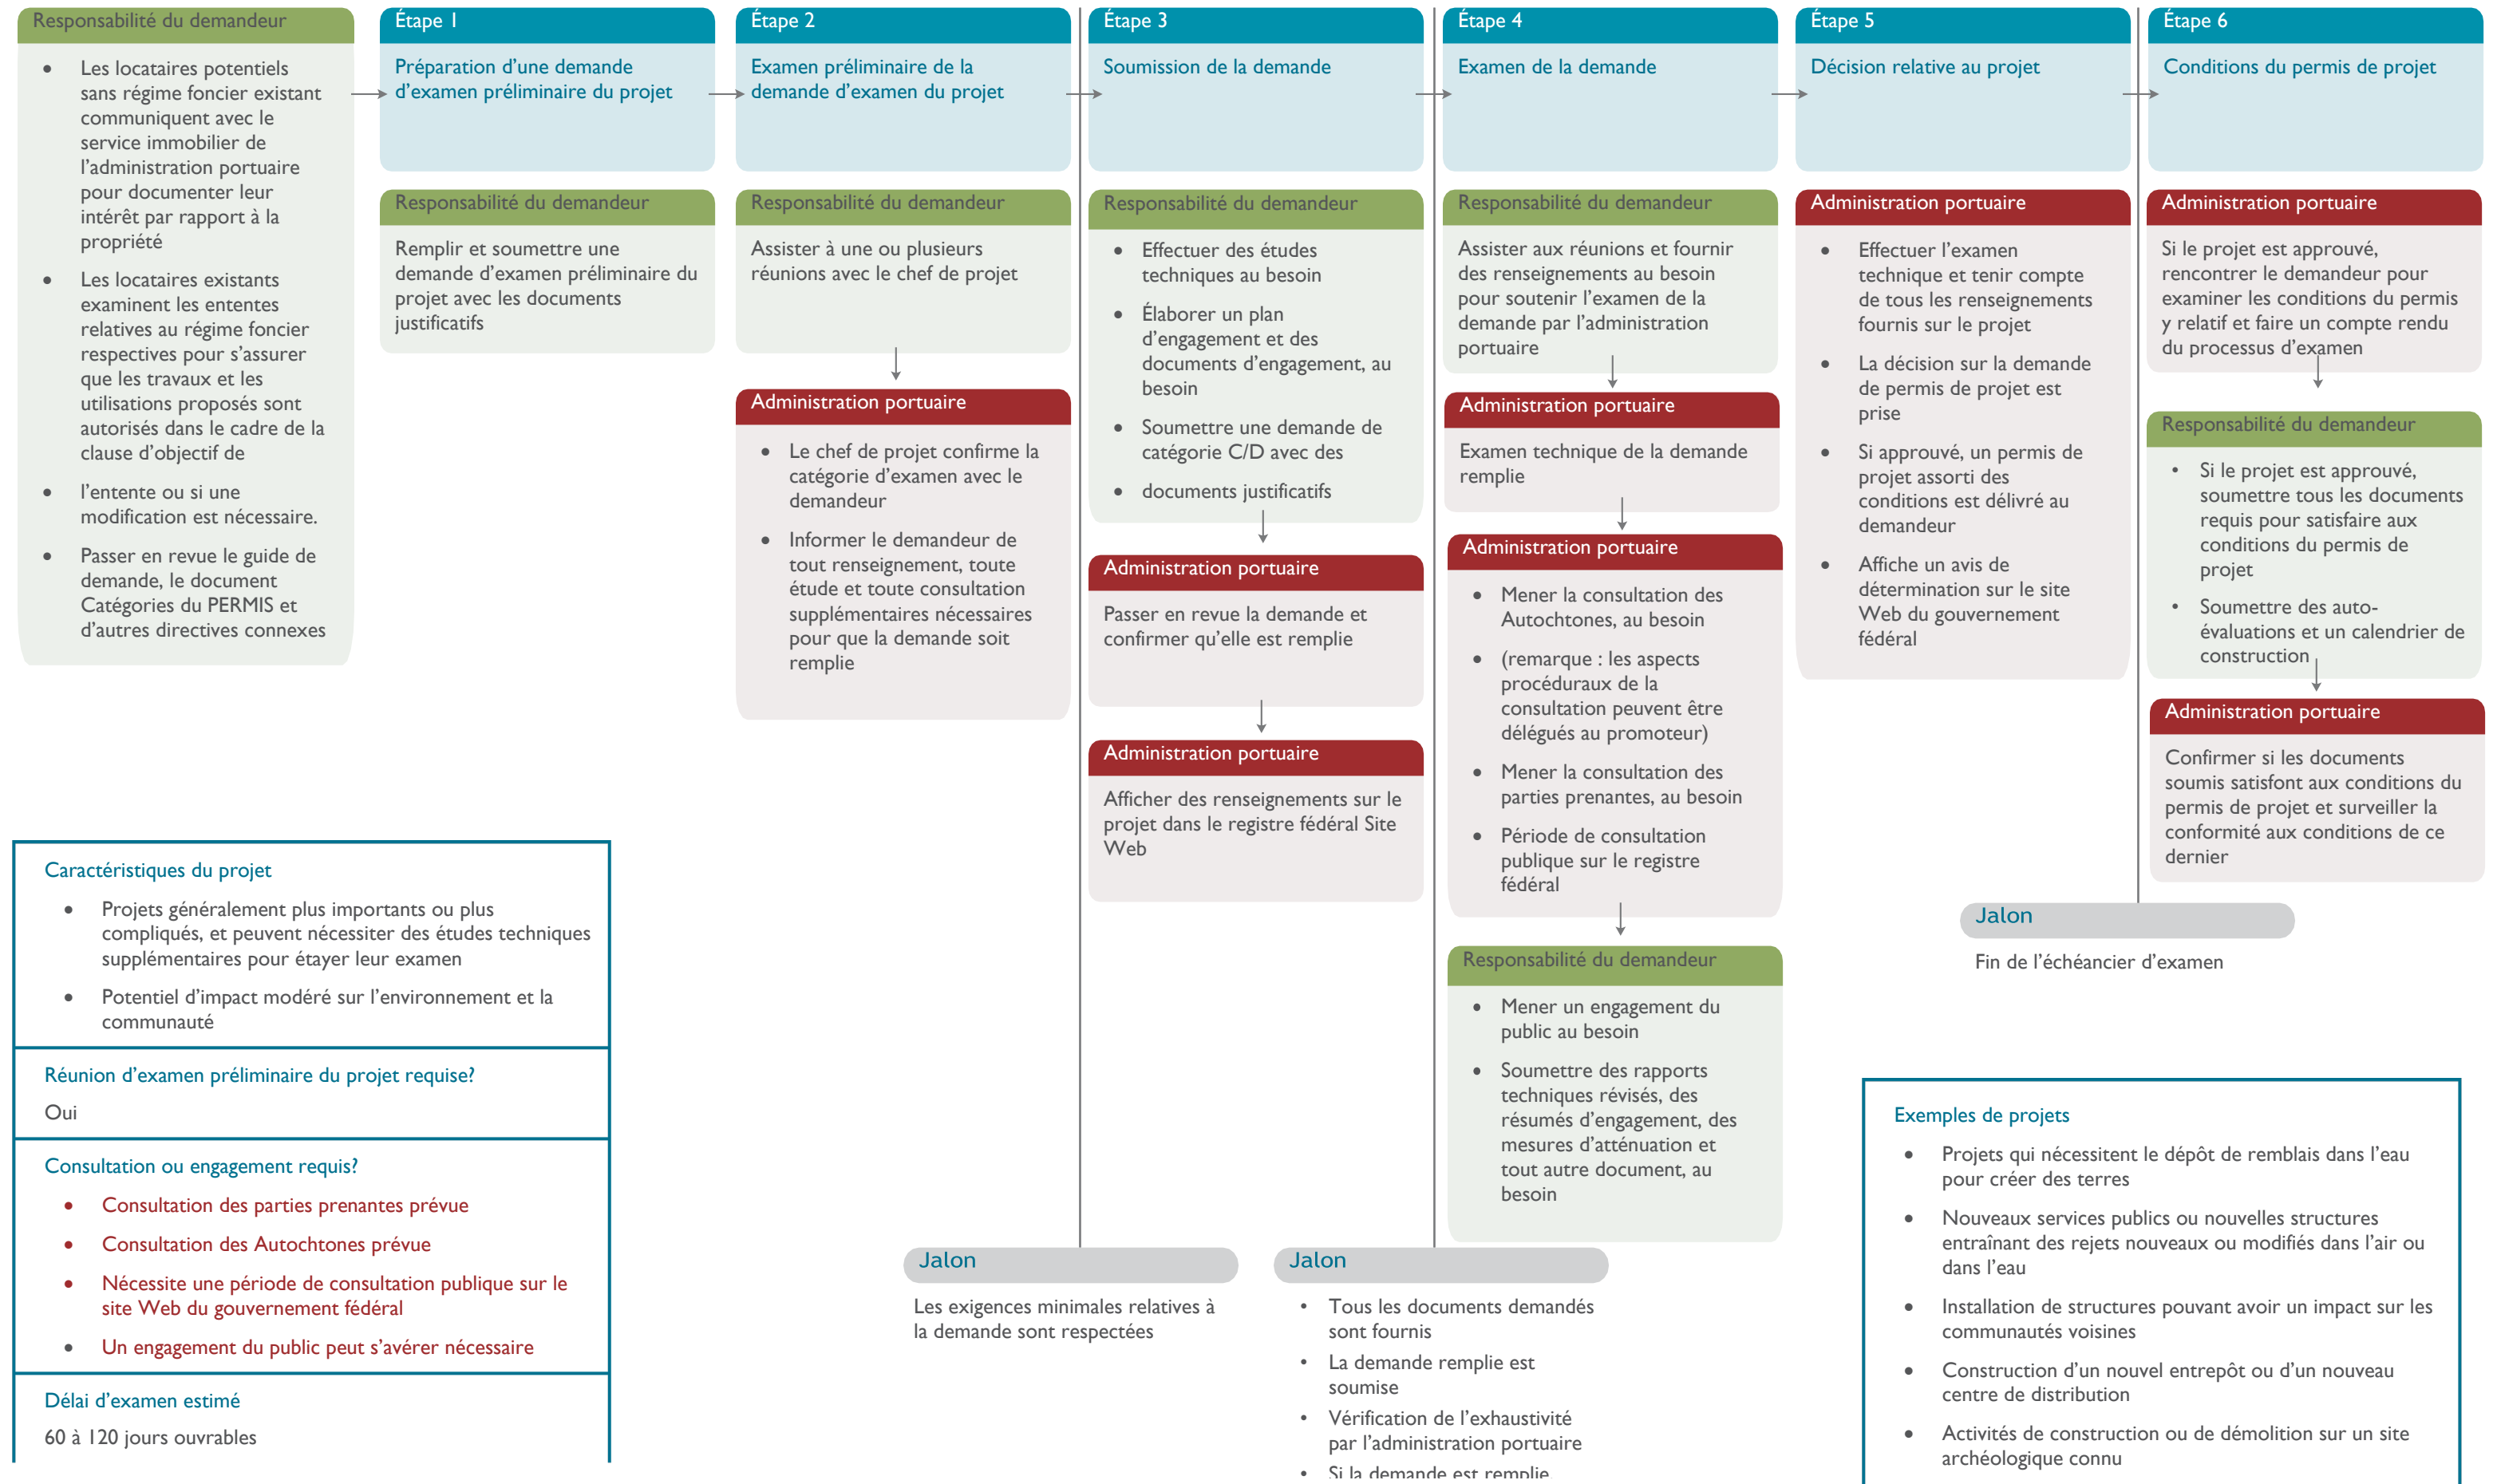 Responsabilité du demandeur
Les locataires potentiels
sans régime foncier existant
communiquent avec le
service immobilier de
l'administration portuaire
pour documenter leur
intérêt par rapport à la
propriété
Les locataires existants
examinent les ententes
relatives au régime foncier
respectives pour s'assurer
que les travaux et les
utilisations proposés sont
autorisés dans le cadre de la
clause d'objectif de
l'entente ou si une
modification est nécessaire.
Passer en revue le guide de
demande, le document
Catégories du PERMIS et
d'autres directives connexes
Étape 1
Préparation d'une demande
d'examen préliminaire du projet
Responsabilité du demandeur
Remplir et soumettre une
demande d'examen préliminaire du
projet avec les documents
justificatifs
Étape 2
Examen préliminaire de la
demande d'examen du projet
Responsabilité du demandeur
Assister à une ou plusieurs
réunions avec le chef de projet
Administration portuaire
Le chef de projet confirme la
catégorie d'examen avec le
demandeur
Informer le demandeur de
tout renseignement, toute
étude et toute consultation
supplémentaires nécessaires
pour que la demande soit
remplie
Étape 3
Soumission de la demande
Responsabilité du demandeur
Effectuer des études
techniques au besoin
Élaborer un plan
d'engagement et des
documents d'engagement, au
besoin
Soumettre une demande de
catégorie C/D avec des
documents justificatifs
Administration portuaire
Passer en revue la demande et
confirmer qu'elle est remplie
Administration portuaire
Afficher des renseignements sur le
projet dans le registre fédéral Site
Web
Étape 4
Examen de la demande
Responsabilité du demandeur
Assister aux réunions et fournir
des renseignements au besoin
pour soutenir l'examen de la
demande par l'administration
portuaire
Administration portuaire
Examen technique de la demande
remplie
Administration portuaire
Mener la consultation des
Autochtones, au besoin
(remarque : les aspects
procéduraux de la
consultation peuvent être
délégués au promoteur)
Mener la consultation des
parties prenantes, au besoin
Période de consultation
publique sur le registre
fédéral
Responsabilité du demandeur
Mener un engagement du
public au besoin
Soumettre des rapports
techniques révisés, des
résumés d'engagement, des
mesures d'atténuation et
tout autre document, au
besoin
Étape 5
Décision relative au projet
Administration portuaire
Effectuer l'examen
technique et tenir compte
de tous les renseignements
fournis sur le projet
La décision sur la demande
de permis de projet est
prise
Si approuvé, un permis de
projet assorti des
conditions est délivré au
demandeur
Affiche un avis de
détermination sur le site
Web du gouvernement
fédéral
Étape 6
Conditions du permis de projet
Administration portuaire
Si le projet est approuvé,
rencontrer le demandeur pour
examiner les conditions du permis
y relatif et faire un compte rendu
du processus d'examen
Responsabilité du demandeur
Si le projet est approuvé,
soumettre tous les documents
requis pour satisfaire aux
conditions du permis de
projet
Soumettre des auto-
évaluations et un calendrier de
construction
Administration portuaire
Confirmer si les documents
soumis satisfont aux conditions du
permis de projet et surveiller la
conformité aux conditions de ce
dernier
Caractéristiques du projet
Projets généralement plus importants ou plus
compliqués, et peuvent nécessiter des études techniques
supplémentaires pour étayer leur examen
Potentiel d'impact modéré sur l'environnement et la
communauté
Réunion d'examen préliminaire du projet requise?
Oui
Consultation ou engagement requis?
Consultation des parties prenantes prévue
Consultation des Autochtones prévue
Nécessite une période de consultation publique sur le
site Web du gouvernement fédéral
Un engagement du public peut s'avérer nécessaire
Délai d'examen estimé
60 à 120 jours ouvrables
Jalon
Les exigences minimales relatives à
la demande sont respectées
Jalon
Tous les documents demandés
sont fournis
La demande remplie est
soumise
Vérification de l'exhaustivité
par l'administration portuaire
Si la demande est remplie
Jalon
Fin de l'échéancier d'examen
Exemples de projets
Projets qui nécessitent le dépôt de remblais dans l'eau
pour créer des terres
Nouveaux services publics ou nouvelles structures
entraînant des rejets nouveaux ou modifiés dans l'air ou
dans l'eau
Installation de structures pouvant avoir un impact sur les
communautés voisines
Construction d'un nouvel entrepôt ou d'un nouveau
centre de distribution
Activités de construction ou de démolition sur un site
archéologique connu